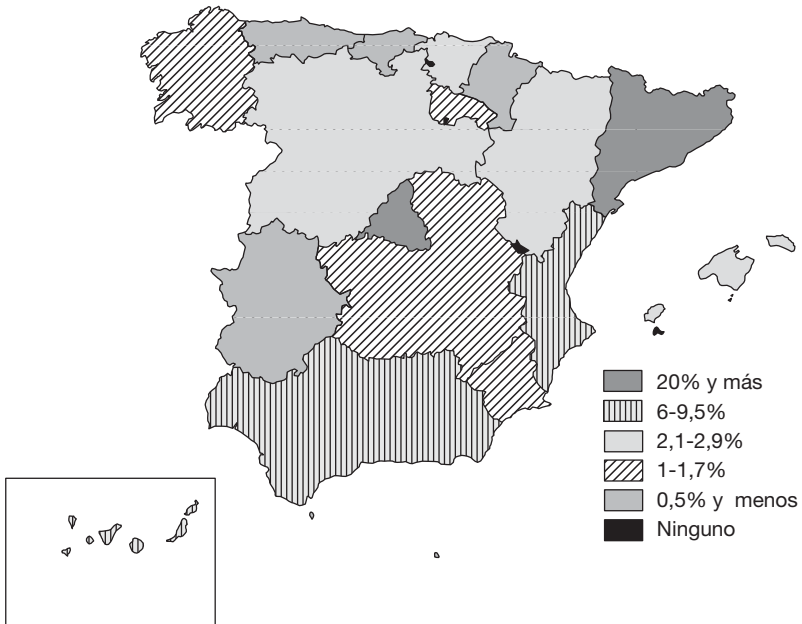 20% y más
6-9,5%
2,1-2,9%
1-1,7%
0,5% y menos
Ninguno